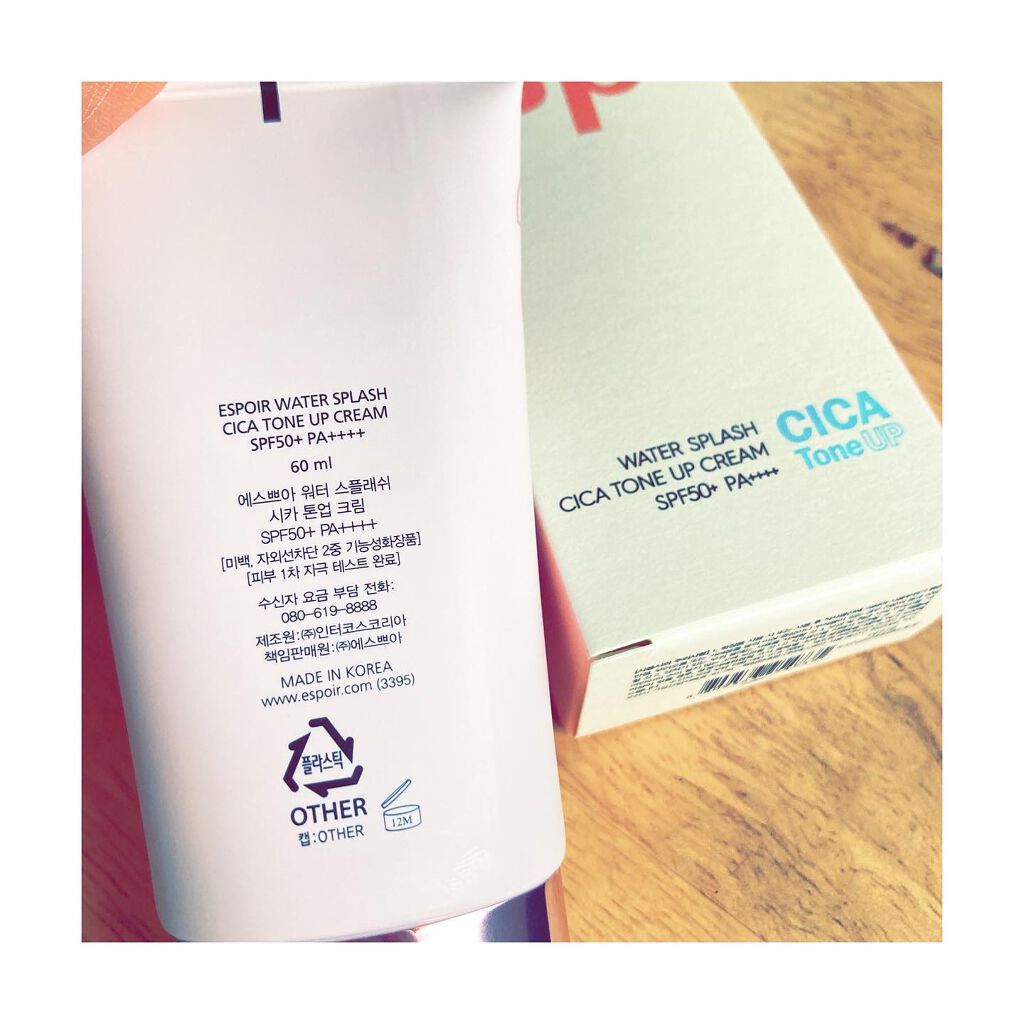 ESPOIR WATER SPLASH
CICA TONE UP CREAM
SPF50+ PA++++
60 ml
에스쁘아 워터 스플래쉬
시카 톤업 크림
SPF50+ PA++++
[미백, 자외선차단 2중 기능성화장품]
[피부 1차 자극 테스트 완료]
수신자 요금 부담 전화:
080-619-8888
제조원:㈜인터코스코리아
책임판매원:㈜에스쁘아
MADE IN KOREA
www.espoir.com (3395)
플라스틱
OTHER
캡:OTHER
12M
WATER SPLASH
CICA TONE UP CREAM
SPF50+ PA++++
CICA
Tone UP